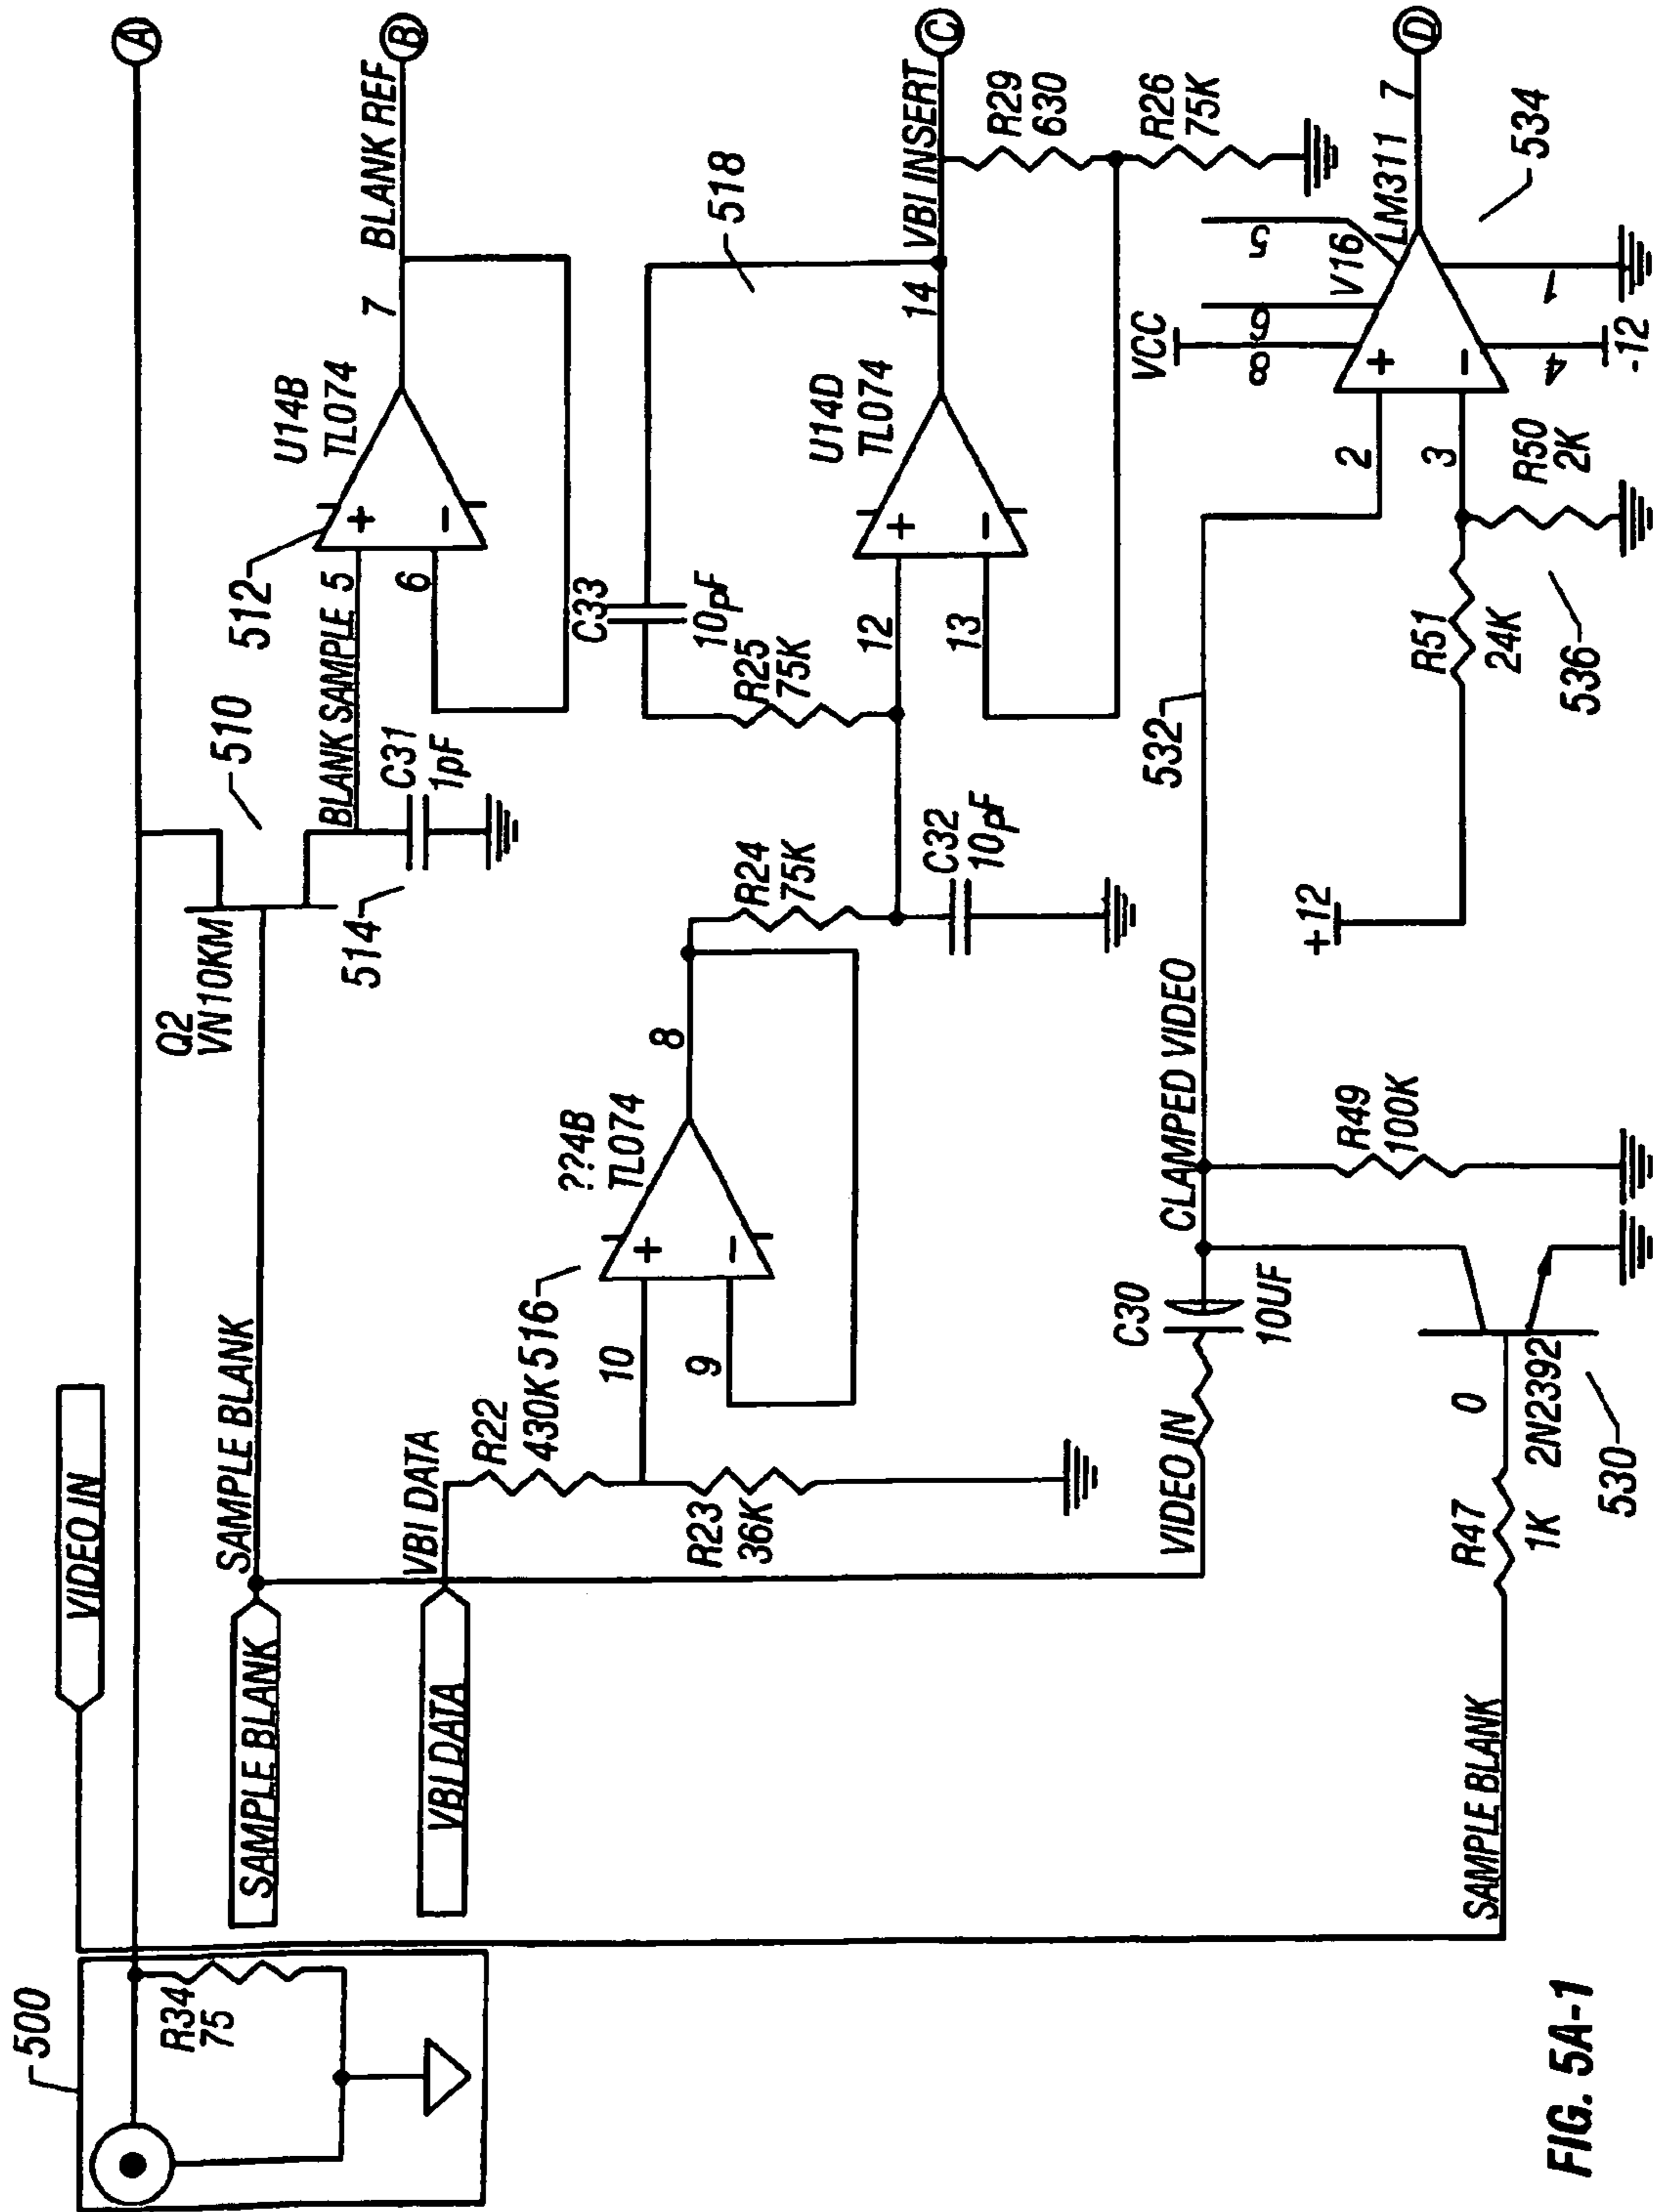 500
R34
75
VIDEO IN
SAMPLE BLANK
VBI DATA
A
SAMPLE BLANK
Q2
VN10KM
510
BLANK SAMPLE
514
C31
1pF
512
5
6
+
-
U14B
TL074
7
BLANK REF
B
VBI DATA
R22
430K
R23
36K
516
10
9
+
-
??4B
TL074
8
R24
75K
C32
10pF
R25
75K
C33
10pF
12
13
+
-
U14D
TL074
14
518
VBI INSERT
C
R29
630
R26
75K
VIDEO IN
C30
10UF
CLAMPED VIDEO
R49
100K
532
+12
R51
24K
536
R50
2K
2
3
+
-
VCC
8
6
5
V16
LM311
7
D
4
-12
1
534
SAMPLE BLANK
R47
1K
0
2N2392
530
FIG. 5A-1